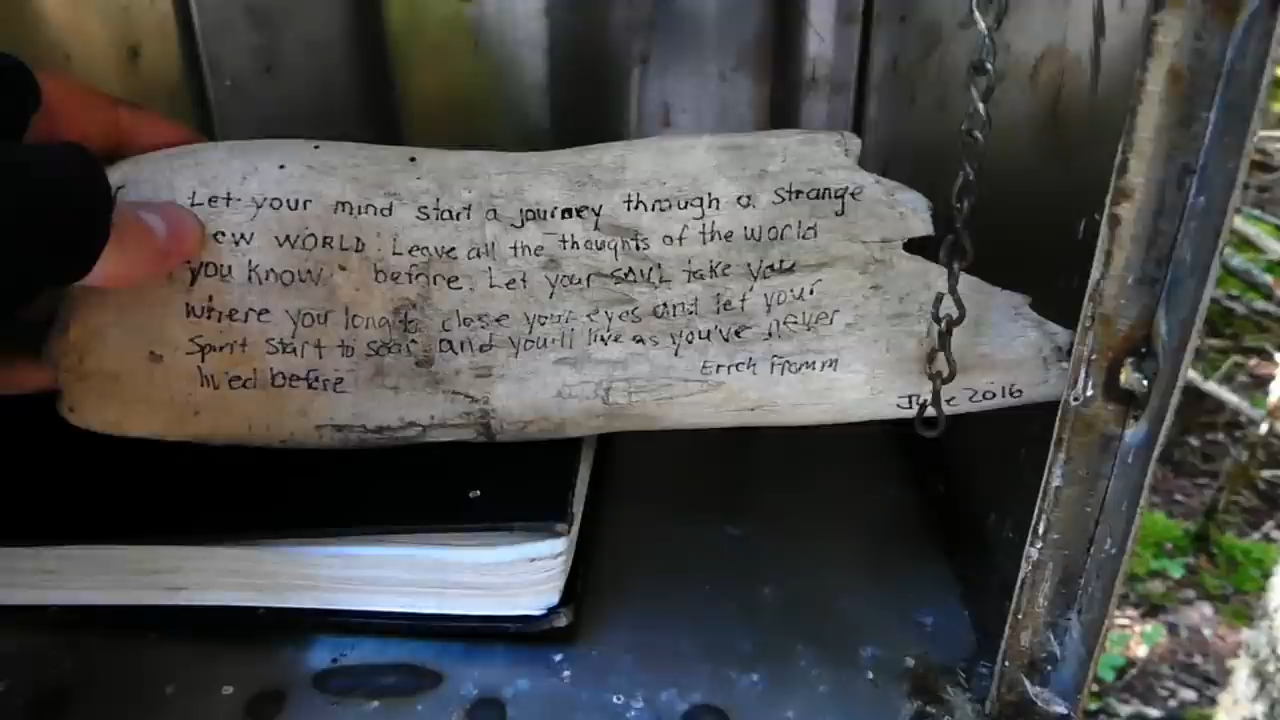 Let your mind start a journey through a strange
ew WORLD. Leave all the thoughts of the world
you know before. Let your SOUL take you
where you long to close your eyes and let your
Spirit start to soar and you'll live as you've never
lived before
Erich Fromm
June 2016